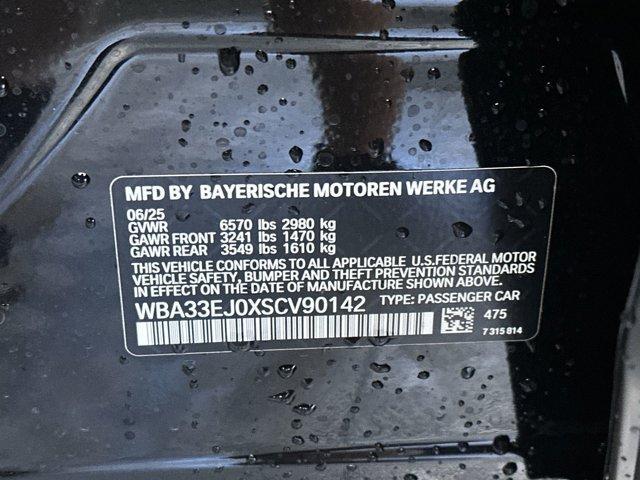 MFD BY BAYERISCHE MOTOREN WERKE AG
06/25
GVWR 6570 lbs 2980 kg
GAWR FRONT 3241 lbs 1470 kg
GAWR REAR 3549 lbs 1610 kg
THIS VEHICLE CONFORMS TO ALL APPLICABLE U.S.FEDERAL MOTOR
VEHICLE SAFETY, BUMPER AND THEFT PREVENTION STANDARDS
IN EFFECT ON THE DATE OF MANUFACTURE SHOWN ABOVE.
WBA33EJ0XSCV90142 TYPE: PASSENGER CAR
475
7 315 814